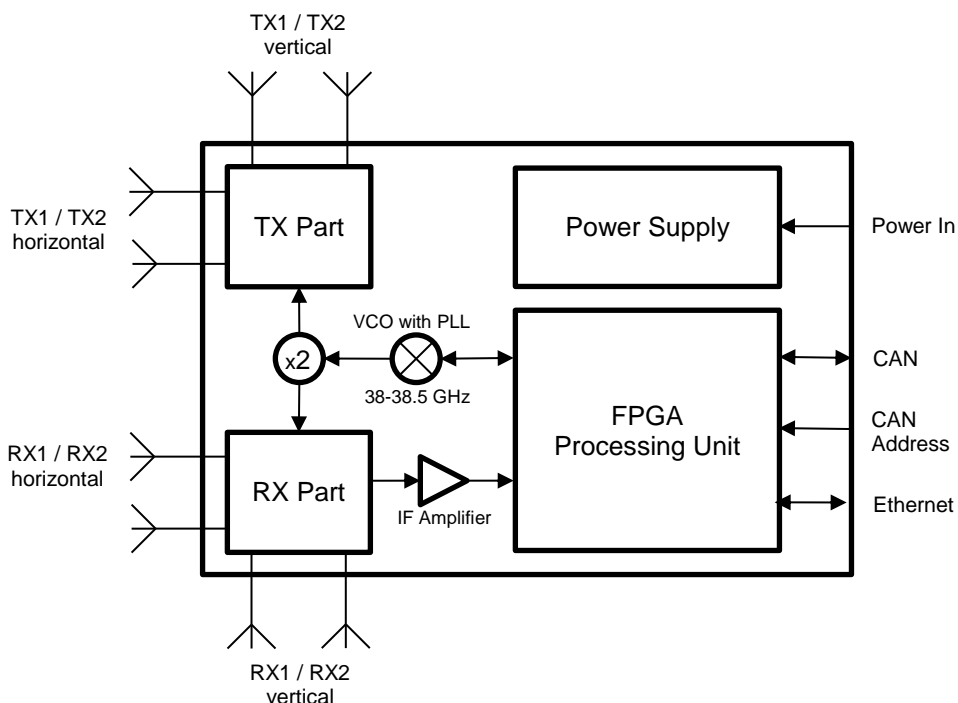 TX1 / TX2
vertical
TX1 / TX2
horizontal
TX Part
Power Supply
Power In
VCO with PLL
x2
38-38.5 GHz
FPGA
Processing Unit
CAN
CAN
Address
Ethernet
RX1 / RX2
horizontal
RX Part
IF Amplifier
RX1 / RX2
vertical